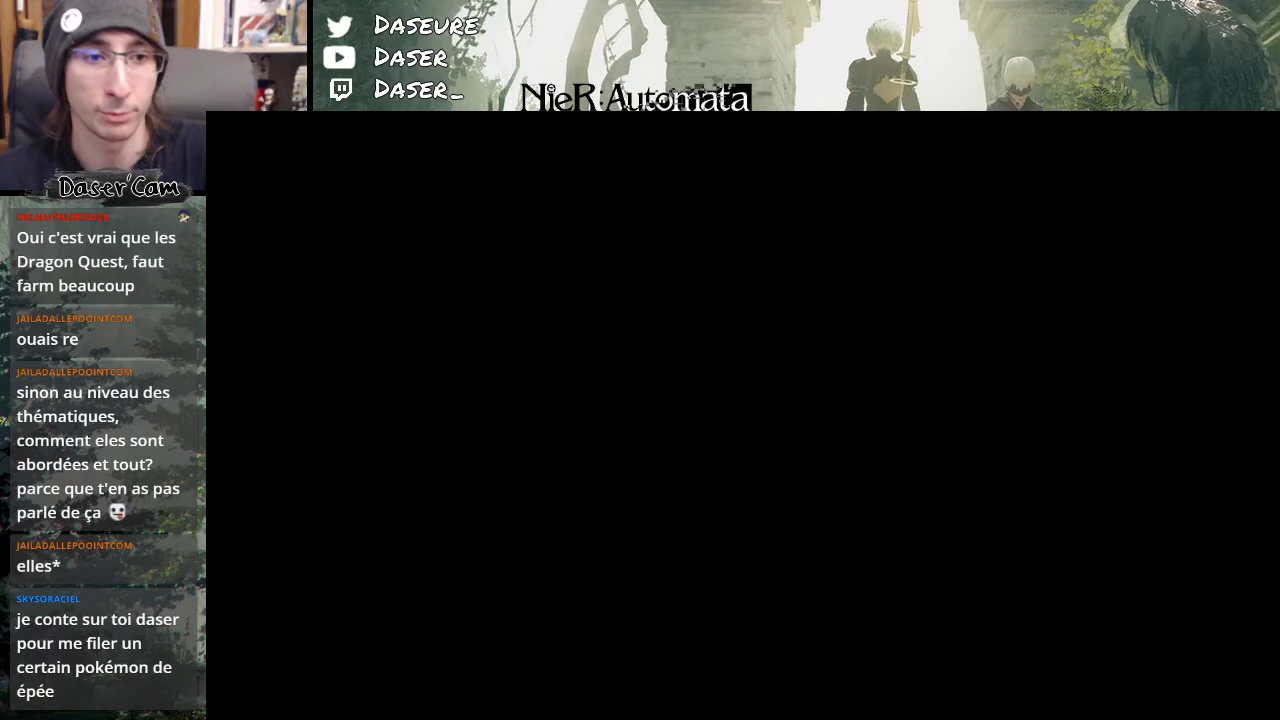 Daseure
Daser
Daser_
NieR:Automata
Daser'Cam
Oui c'est vrai que les
Dragon Quest, faut
farm beaucoup
JAILADALLEPOOINTCOM
ouais re
JAILADALLEPOOINTCOM
sinon au niveau des
thématiques,
comment eles sont
abordées et tout?
parce que t'en as pas
parlé de ça
JAILADALLEPOOINTCOM
elles*
SKYSORACIEL
je conte sur toi daser
pour me filer un
certain pokémon de
épée